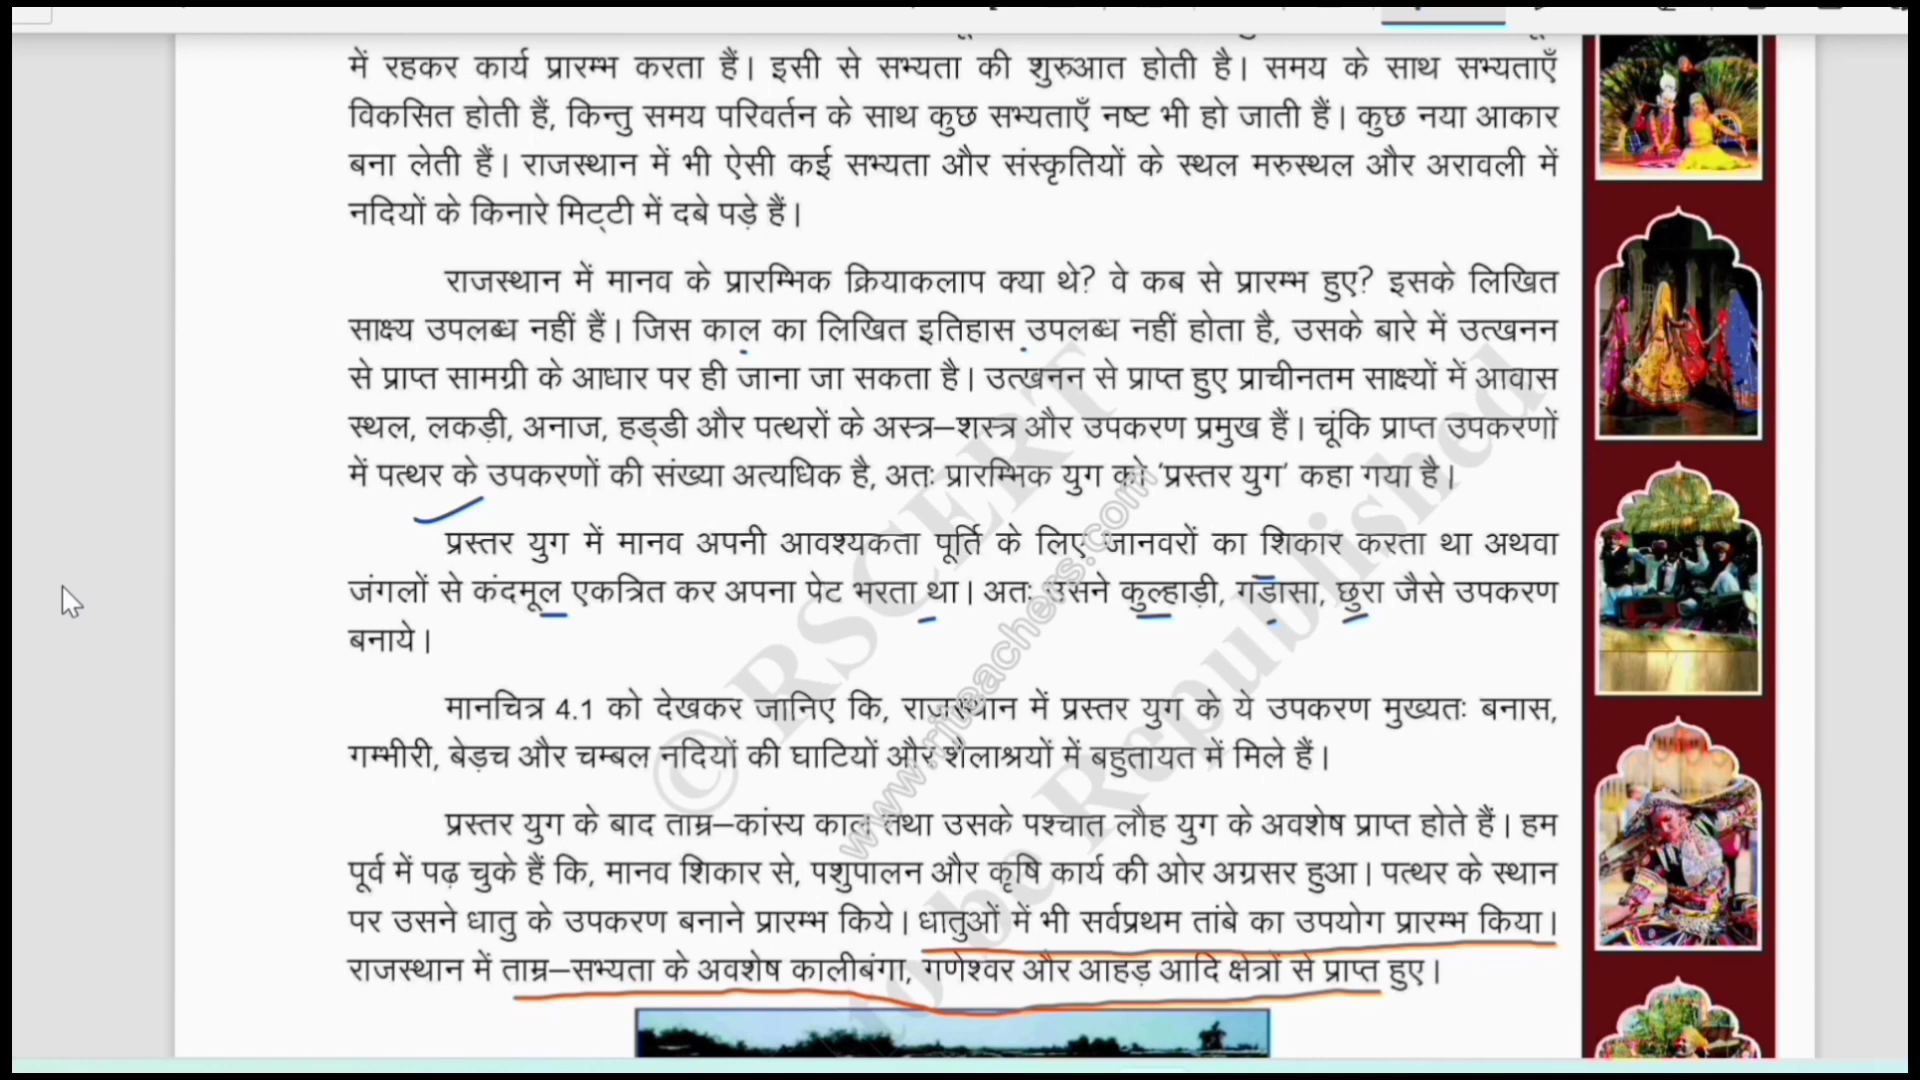 में रहकर कार्य प्रारम्भ करता हैं। इसी से सभ्यता की शुरुआत होती है। समय के साथ सभ्यताएँ
विकसित होती हैं, किन्तु समय परिवर्तन के साथ कुछ सभ्यताएँ नष्ट भी हो जाती हैं। कुछ नया आकार
बना लेती हैं। राजस्थान में भी ऐसी कई सभ्यता और संस्कृतियों के स्थल मरुस्थल और अरावली में
नदियों के किनारे मिट्टी में दबे पड़े हैं।
राजस्थान में मानव के प्रारम्भिक क्रियाकलाप क्या थे? वे कब से प्रारम्भ हुए? इसके लिखित
साक्ष्य उपलब्ध नहीं हैं। जिस काल का लिखित इतिहास उपलब्ध नहीं होता है, उसके बारे में उत्खनन
से प्राप्त सामग्री के आधार पर ही जाना जा सकता है। उत्खनन से प्राप्त हुए प्राचीनतम साक्ष्यों में आवास
स्थल, लकड़ी, अनाज, हड्डी और पत्थरों के अस्त्र–शस्त्र और उपकरण प्रमुख हैं। चूंकि प्राप्त उपकरणों
में पत्थर के उपकरणों की संख्या अत्यधिक है, अतः प्रारम्भिक युग को 'प्रस्तर युग' कहा गया है।
प्रस्तर युग में मानव अपनी आवश्यकता पूर्ति के लिए जानवरों का शिकार करता था अथवा
जंगलों से कंदमूल एकत्रित कर अपना पेट भरता था। अतः उसने कुल्हाड़ी, गंडासा, छुरा जैसे उपकरण
बनाये।
मानचित्र 4.1 को देखकर जानिए कि, राजस्थान में प्रस्तर युग के ये उपकरण मुख्यतः बनास,
गम्भीरी, बेड़च और चम्बल नदियों की घाटियों और शैलाश्रयों में बहुतायत में मिले हैं।
प्रस्तर युग के बाद ताम्र–कांस्य काल तथा उसके पश्चात लौह युग के अवशेष प्राप्त होते हैं। हम
पूर्व में पढ़ चुके हैं कि, मानव शिकार से, पशुपालन और कृषि कार्य की ओर अग्रसर हुआ। पत्थर के स्थान
पर उसने धातु के उपकरण बनाने प्रारम्भ किये। धातुओं में भी सर्वप्रथम तांबे का उपयोग प्रारम्भ किया।
राजस्थान में ताम्र–सभ्यता के अवशेष कालीबंगा, गणेश्वर और आहड़ आदि क्षेत्रों से प्राप्त हुए।
© RSCERT
www.rjteachers.com
to be Republished